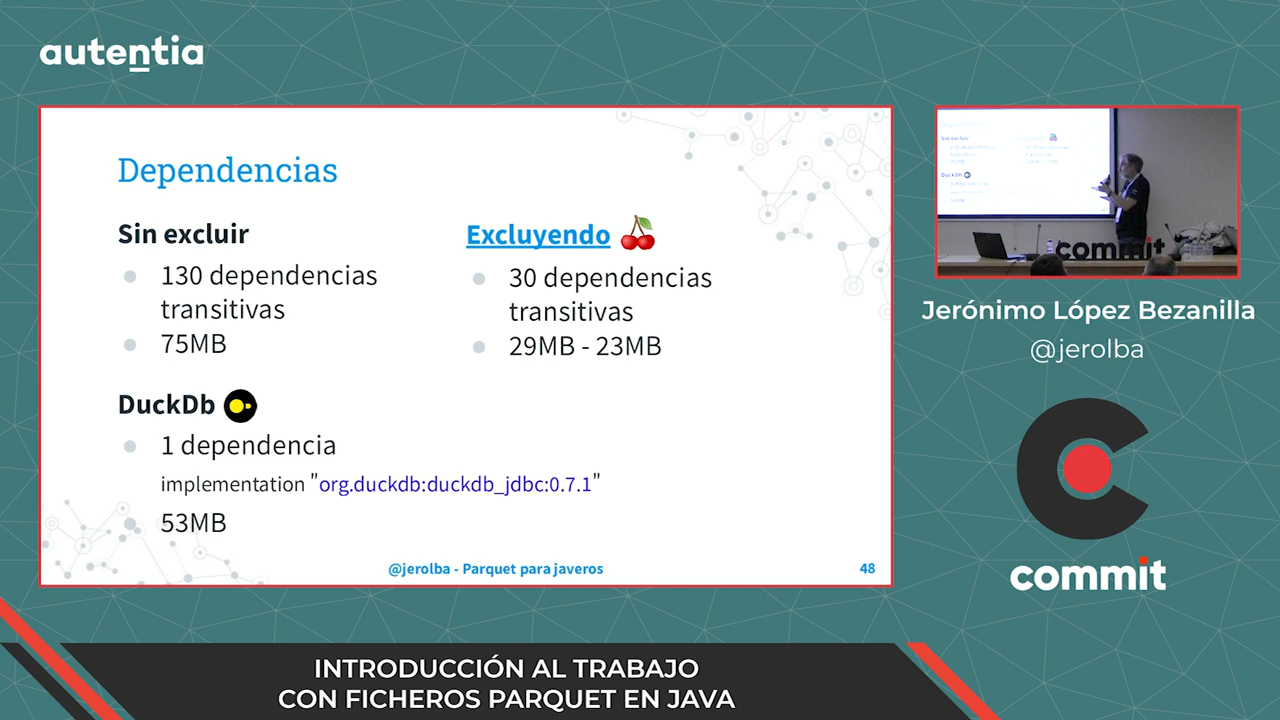 autentia
Dependencias
Sin excluir
130 dependencias
transitivas
75MB
Excluyendo
30 dependencias
transitivas
29MB - 23MB
DuckDb
1 dependencia
implementation "org.duckdb:duckdb_jdbc:0.7.1"
53MB
@jerolba - Parquet para javeros
48
commit
Jerónimo López Bezanilla
@jerolba
commit
INTRODUCCIÓN AL TRABAJO
CON FICHEROS PARQUET EN JAVA